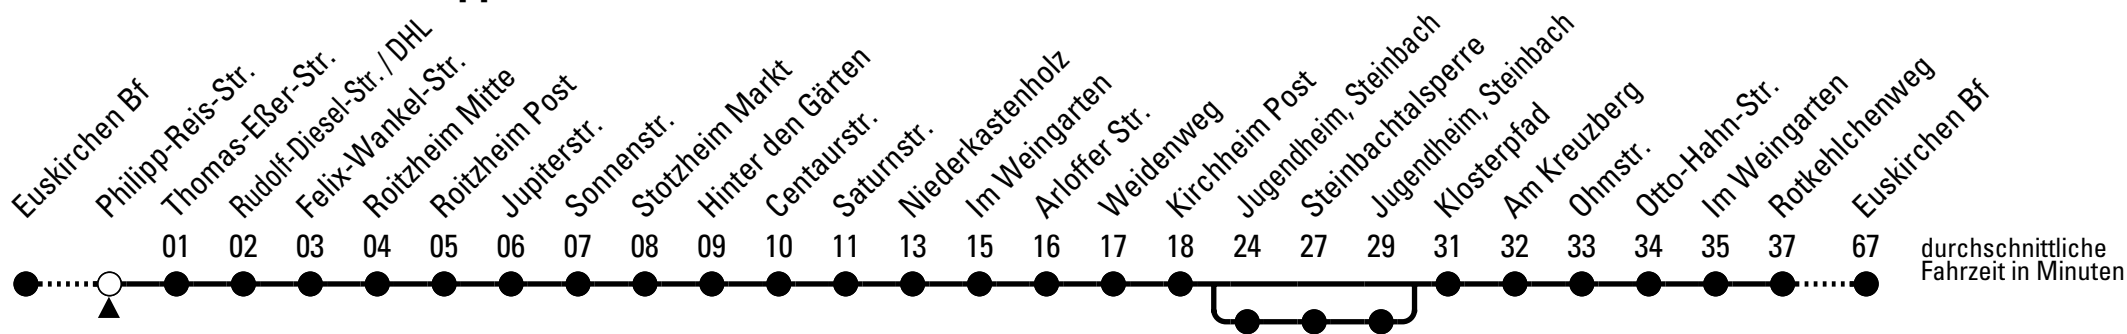 Euskirchen Bf
Philipp-Reis-Str.
Thomas-Eßer-Str.
Rudolf-Diesel-Str. / DHL
Felix-Wankel-Str.
Roitzheim Mitte
Roitzheim Post
Jupiterstr.
Sonnenstr.
Stotzheim Markt
Hinter den Gärten
Centaurstr.
Saturnstr.
Niederkastenholz
Im Weingarten
Arloffer Str.
Weidenweg
Kirchheim Post
Jugendheim, Steinbach
Steinbachtalsperre
Jugendheim, Steinbach
Klosterpfad
Am Kreuzberg
Ohmstr.
Otto-Hahn-Str.
Im Weingarten
Rotkehlchenweg
Euskirchen Bf
01 02 03 04 05 06 07 08 09 10 11 13 15 16 17 18 24 27 29 31 32 33 34 35 37 67
durchschnittliche
Fahrzeit in Minuten